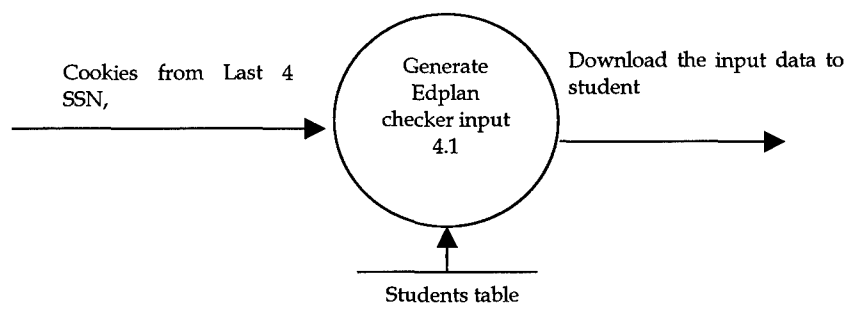 Cookies from Last 4
SSN,
Generate
Edplan
checker input
4.1
Download the input data to
student
Students table